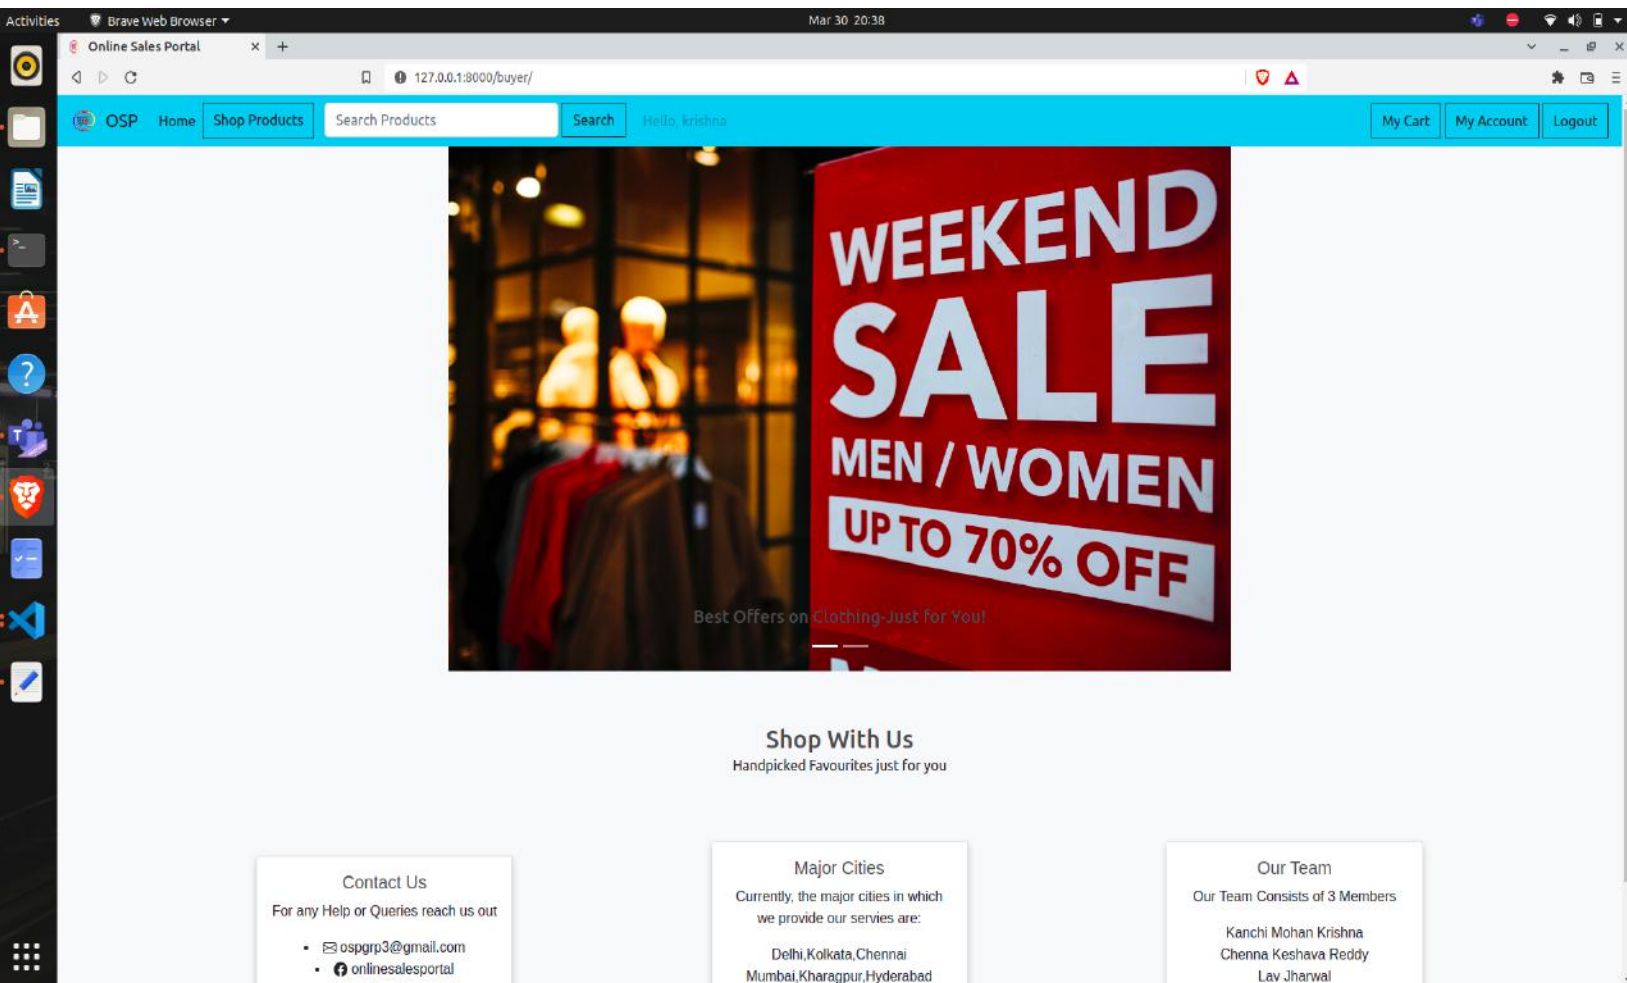 Activities Brave Web Browser Mar 30 20:38
Online Sales Portal
127.0.0.1:8000/buyer/
OSP Home Shop Products Search Products Search Hello, krishna My Cart My Account Logout
WEEKEND
SALE
MEN / WOMEN
UP TO 70% OFF
Best Offers on Clothing-Just for You!
Shop With Us
Handpicked Favourites just for you
Contact Us
For any Help or Queries reach us out
ospgrp3@gmail.com
onlinesalesportal
Major Cities
Currently, the major cities in which
we provide our servies are:
Delhi,Kolkata,Chennai
Mumbai,Kharagpur,Hyderabad
Our Team
Our Team Consists of 3 Members
Kanchi Mohan Krishna
Chenna Keshava Reddy
Lav Jharwal